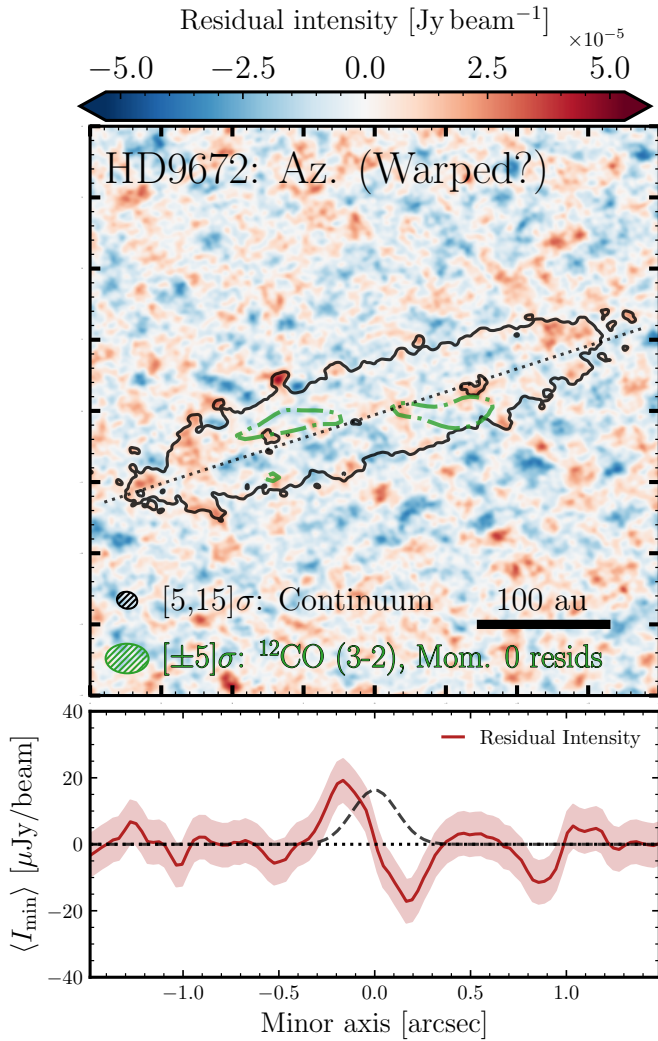 Residual intensity [Jy beam⁻¹]
×10⁻⁵
−5.0 −2.5 0.0 2.5 5.0
HD9672: Az. (Warped?)
[5,15]σ: Continuum
100 au
[±5]σ: ¹²CO (3-2), Mom. 0 resids
40
Residual Intensity
20
0
−20
−40
⟨I_min⟩ [μJy/beam]
−1.0 −0.5 0.0 0.5 1.0
Minor axis [arcsec]